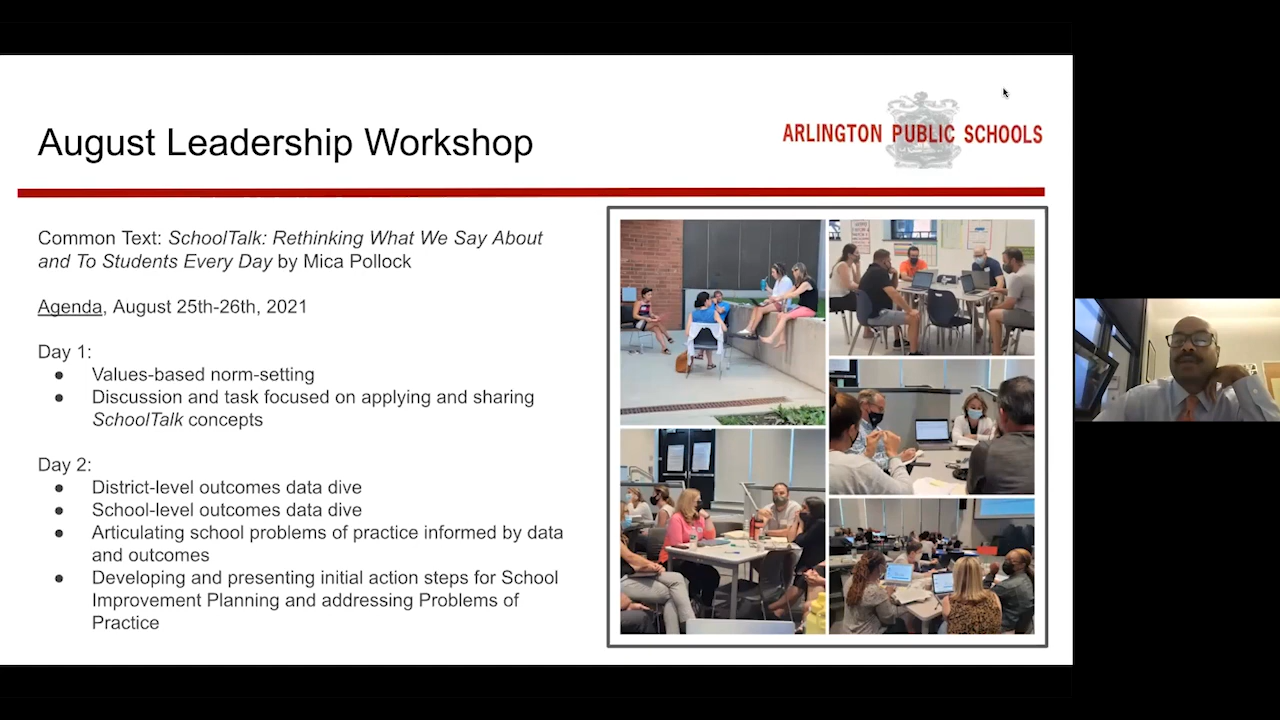 August Leadership Workshop
ARLINGTON PUBLIC SCHOOLS
Common Text: SchoolTalk: Rethinking What We Say About
and To Students Every Day by Mica Pollock
Agenda, August 25th-26th, 2021
Day 1:
● Values-based norm-setting
● Discussion and task focused on applying and sharing
SchoolTalk concepts
Day 2:
● District-level outcomes data dive
● School-level outcomes data dive
● Articulating school problems of practice informed by data
and outcomes
● Developing and presenting initial action steps for School
Improvement Planning and addressing Problems of
Practice